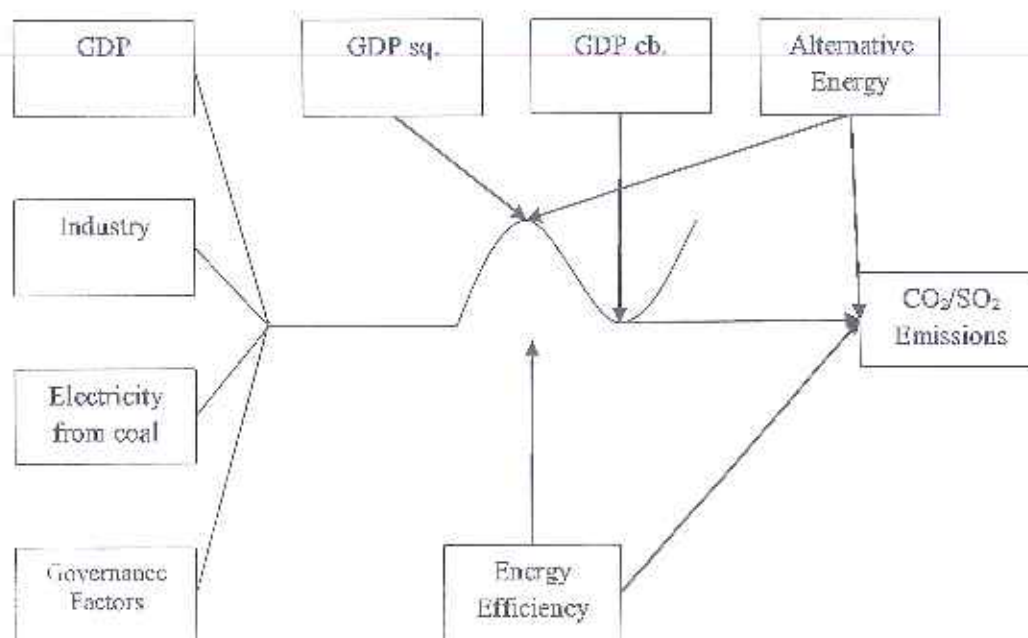 GDP
GDP sq.
GDP cb.
Alternative
Energy
Industry
CO₂/SO₂
Emissions
Electricity
from coal
Governance
Factors
Energy
Efficiency